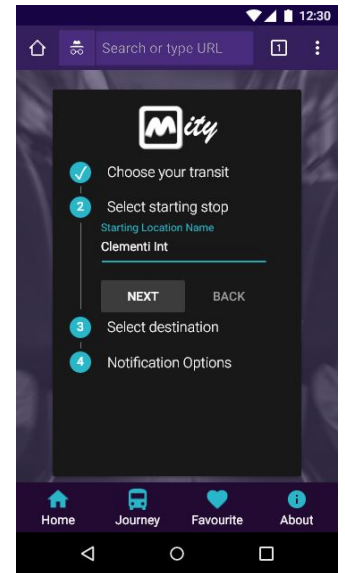 12:30
Search or type URL
1
Mity
Choose your transit
2
Select starting stop
Starting Location Name
Clementi Int
NEXT BACK
3
Select destination
4
Notification Options
Home Journey Favourite About